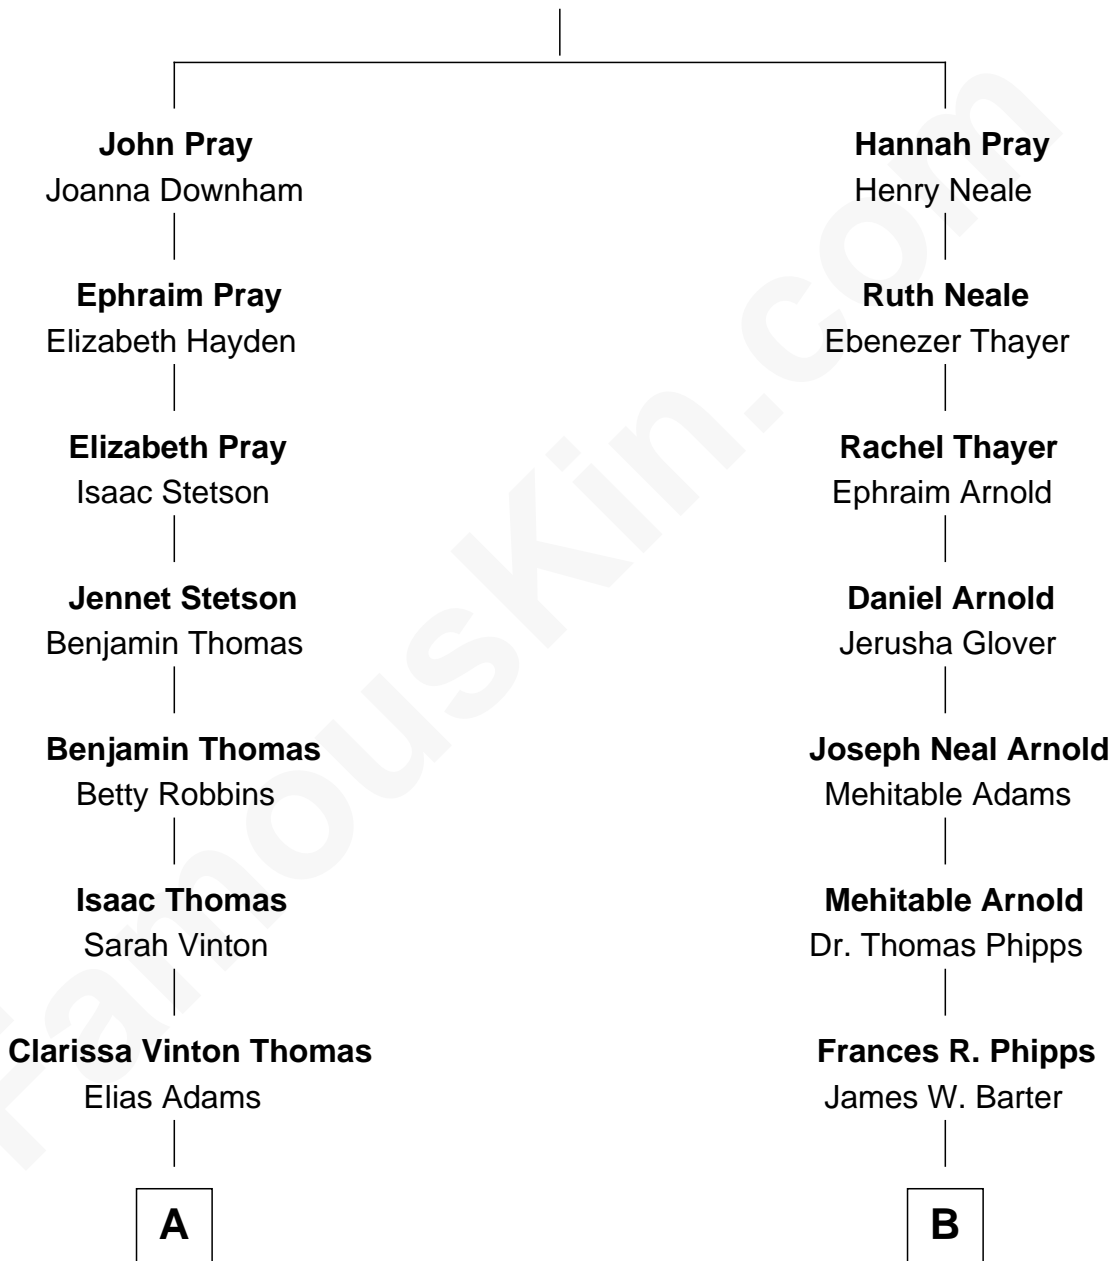 John Pray
Joanna Downham
Hannah Pray
Henry Neale
Ephraim Pray
Elizabeth Hayden
Ruth Neale
Ebenezer Thayer
Elizabeth Pray
Isaac Stetson
Rachel Thayer
Ephraim Arnold
Jennet Stetson
Benjamin Thomas
Daniel Arnold
Jerusha Glover
Benjamin Thomas
Betty Robbins
Joseph Neal Arnold
Mehitable Adams
Isaac Thomas
Sarah Vinton
Mehitable Arnold
Dr. Thomas Phipps
Clarissa Vinton Thomas
Elias Adams
Frances R. Phipps
James W. Barter
A
B
FamousKin.com